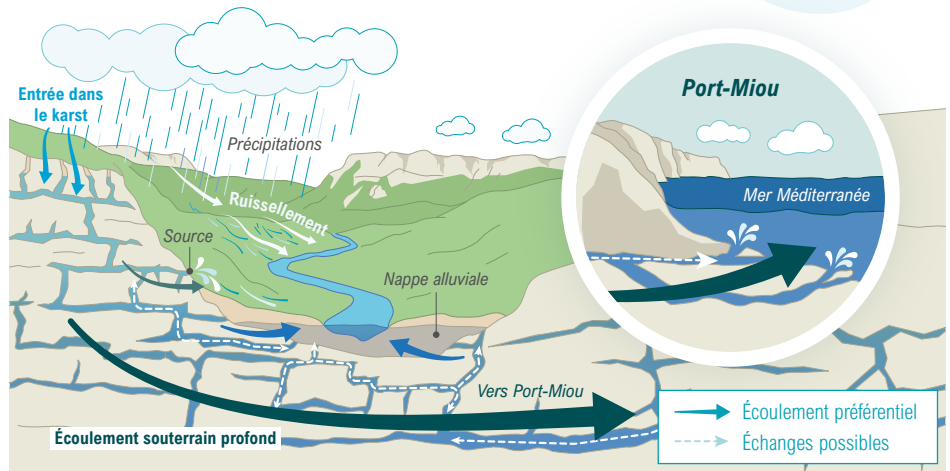 Entrée dans
le karst
Précipitations
Ruissellement
Source
Nappe alluviale
Port-Miou
Mer Méditerranée
Vers Port-Miou
Écoulement souterrain profond
Écoulement préférentiel
Échanges possibles